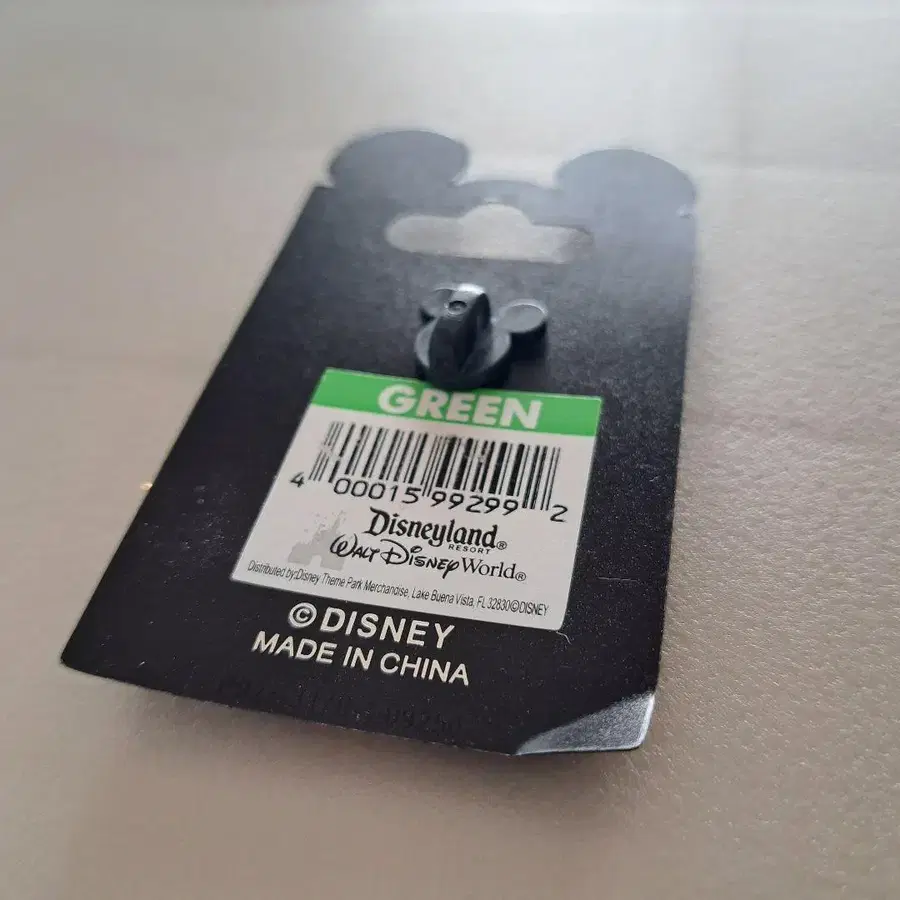 GREEN
4 00015 99299 2
Disneyland®
RESORT
WALT DISNEY World®
Distributed by:Disney Theme Park Merchandise, Lake Buena Vista, FL 32830©DISNEY
© DISNEY
MADE IN CHINA